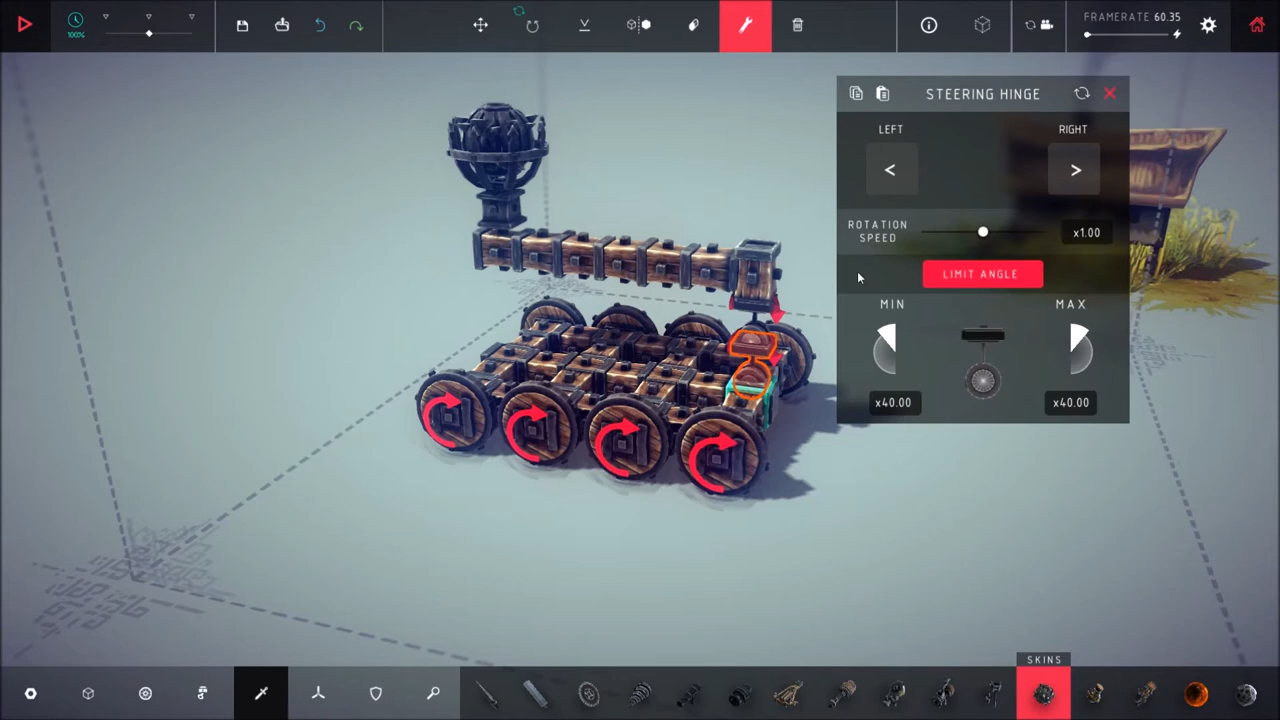 100%
FRAMERATE 60.35
STEERING HINGE
LEFT
RIGHT
<
>
ROTATION
SPEED
x1.00
LIMIT ANGLE
MIN
MAX
x40.00
x40.00
SKINS